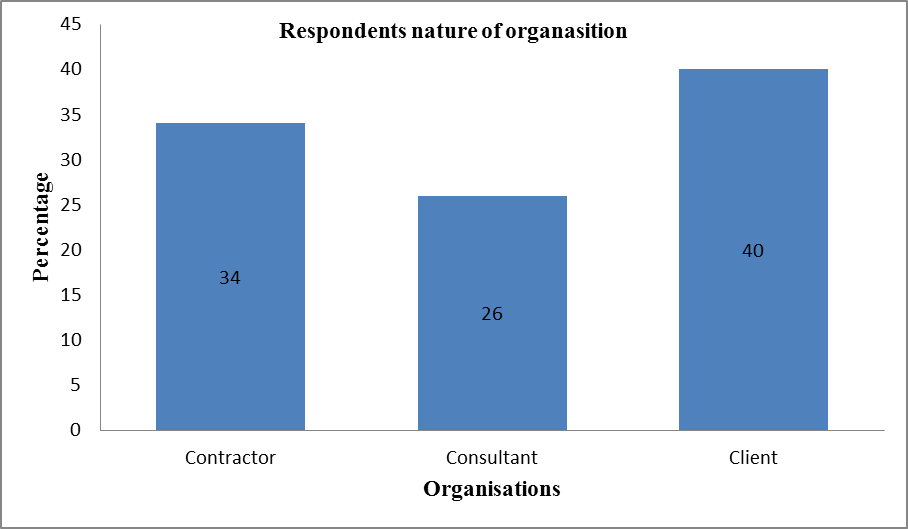 Respondents nature of organasition
45
40
35
30
25
20
15
10
5
0
Percentage
34
26
40
Contractor
Consultant
Client
Organisations